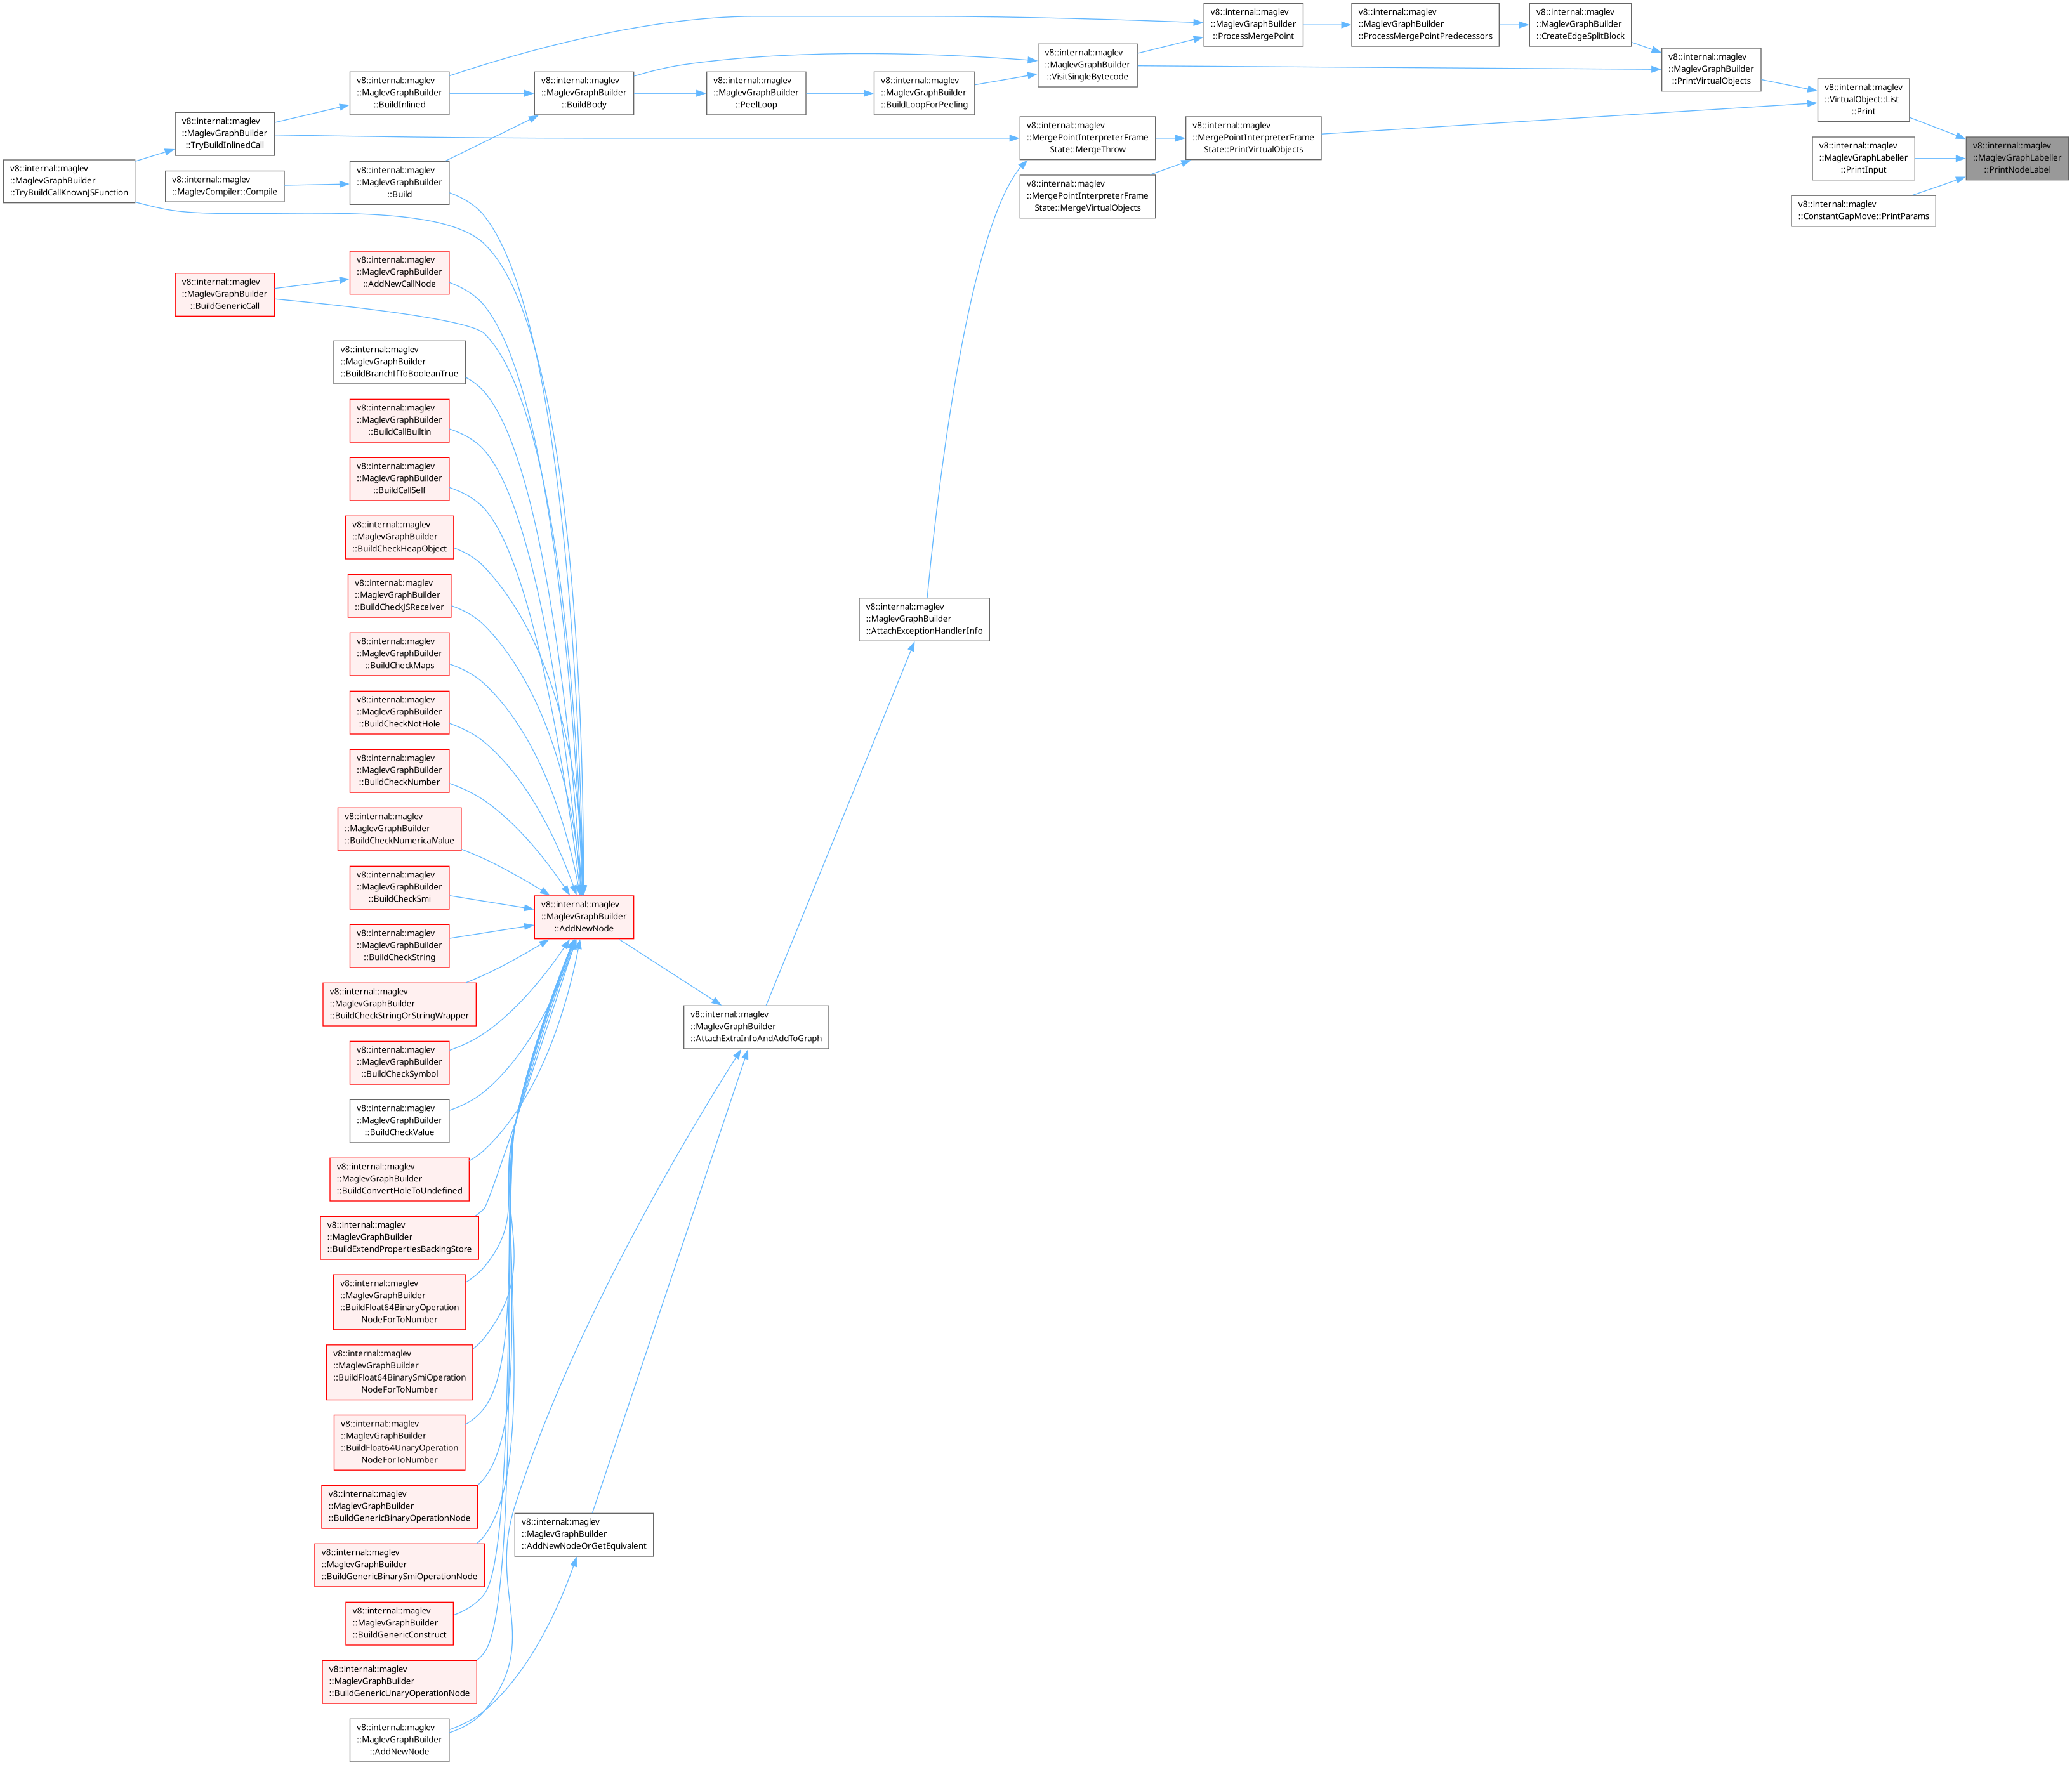 v8::internal::maglev
::MaglevGraphBuilder
::ProcessMergePoint
v8::internal::maglev
::MaglevGraphBuilder
::ProcessMergePointPredecessors
v8::internal::maglev
::MaglevGraphBuilder
::CreateEdgeSplitBlock
v8::internal::maglev
::MaglevGraphBuilder
::VisitSingleBytecode
v8::internal::maglev
::MaglevGraphBuilder
::PrintVirtualObjects
v8::internal::maglev
::MaglevGraphBuilder
::BuildInlined
v8::internal::maglev
::MaglevGraphBuilder
::BuildBody
v8::internal::maglev
::MaglevGraphBuilder
::PeelLoop
v8::internal::maglev
::MaglevGraphBuilder
::BuildLoopForPeeling
v8::internal::maglev
::VirtualObject::List
::Print
v8::internal::maglev
::MaglevGraphBuilder
::TryBuildInlinedCall
v8::internal::maglev
::MergePointInterpreterFrame
State::MergeThrow
v8::internal::maglev
::MergePointInterpreterFrame
State::PrintVirtualObjects
v8::internal::maglev
::MaglevGraphLabeller
::PrintInput
v8::internal::maglev
::MaglevGraphLabeller
::PrintNodeLabel
v8::internal::maglev
::MaglevGraphBuilder
::TryBuildCallKnownJSFunction
v8::internal::maglev
::MaglevCompiler::Compile
v8::internal::maglev
::MaglevGraphBuilder
::Build
v8::internal::maglev
::MergePointInterpreterFrame
State::MergeVirtualObjects
v8::internal::maglev
::ConstantGapMove::PrintParams
v8::internal::maglev
::MaglevGraphBuilder
::AddNewCallNode
v8::internal::maglev
::MaglevGraphBuilder
::BuildGenericCall
v8::internal::maglev
::MaglevGraphBuilder
::BuildBranchIfToBooleanTrue
v8::internal::maglev
::MaglevGraphBuilder
::BuildCallBuiltin
v8::internal::maglev
::MaglevGraphBuilder
::BuildCallSelf
v8::internal::maglev
::MaglevGraphBuilder
::BuildCheckHeapObject
v8::internal::maglev
::MaglevGraphBuilder
::BuildCheckJSReceiver
v8::internal::maglev
::MaglevGraphBuilder
::AttachExceptionHandlerInfo
v8::internal::maglev
::MaglevGraphBuilder
::BuildCheckMaps
v8::internal::maglev
::MaglevGraphBuilder
::BuildCheckNotHole
v8::internal::maglev
::MaglevGraphBuilder
::BuildCheckNumber
v8::internal::maglev
::MaglevGraphBuilder
::BuildCheckNumericalValue
v8::internal::maglev
::MaglevGraphBuilder
::BuildCheckSmi
v8::internal::maglev
::MaglevGraphBuilder
::AddNewNode
v8::internal::maglev
::MaglevGraphBuilder
::BuildCheckString
v8::internal::maglev
::MaglevGraphBuilder
::BuildCheckStringOrStringWrapper
v8::internal::maglev
::MaglevGraphBuilder
::AttachExtraInfoAndAddToGraph
v8::internal::maglev
::MaglevGraphBuilder
::BuildCheckSymbol
v8::internal::maglev
::MaglevGraphBuilder
::BuildCheckValue
v8::internal::maglev
::MaglevGraphBuilder
::BuildConvertHoleToUndefined
v8::internal::maglev
::MaglevGraphBuilder
::BuildExtendPropertiesBackingStore
v8::internal::maglev
::MaglevGraphBuilder
::BuildFloat64BinaryOperation
NodeForToNumber
v8::internal::maglev
::MaglevGraphBuilder
::BuildFloat64BinarySmiOperation
NodeForToNumber
v8::internal::maglev
::MaglevGraphBuilder
::BuildFloat64UnaryOperation
NodeForToNumber
v8::internal::maglev
::MaglevGraphBuilder
::BuildGenericBinaryOperationNode
v8::internal::maglev
::MaglevGraphBuilder
::AddNewNodeOrGetEquivalent
v8::internal::maglev
::MaglevGraphBuilder
::BuildGenericBinarySmiOperationNode
v8::internal::maglev
::MaglevGraphBuilder
::BuildGenericConstruct
v8::internal::maglev
::MaglevGraphBuilder
::BuildGenericUnaryOperationNode
v8::internal::maglev
::MaglevGraphBuilder
::AddNewNode